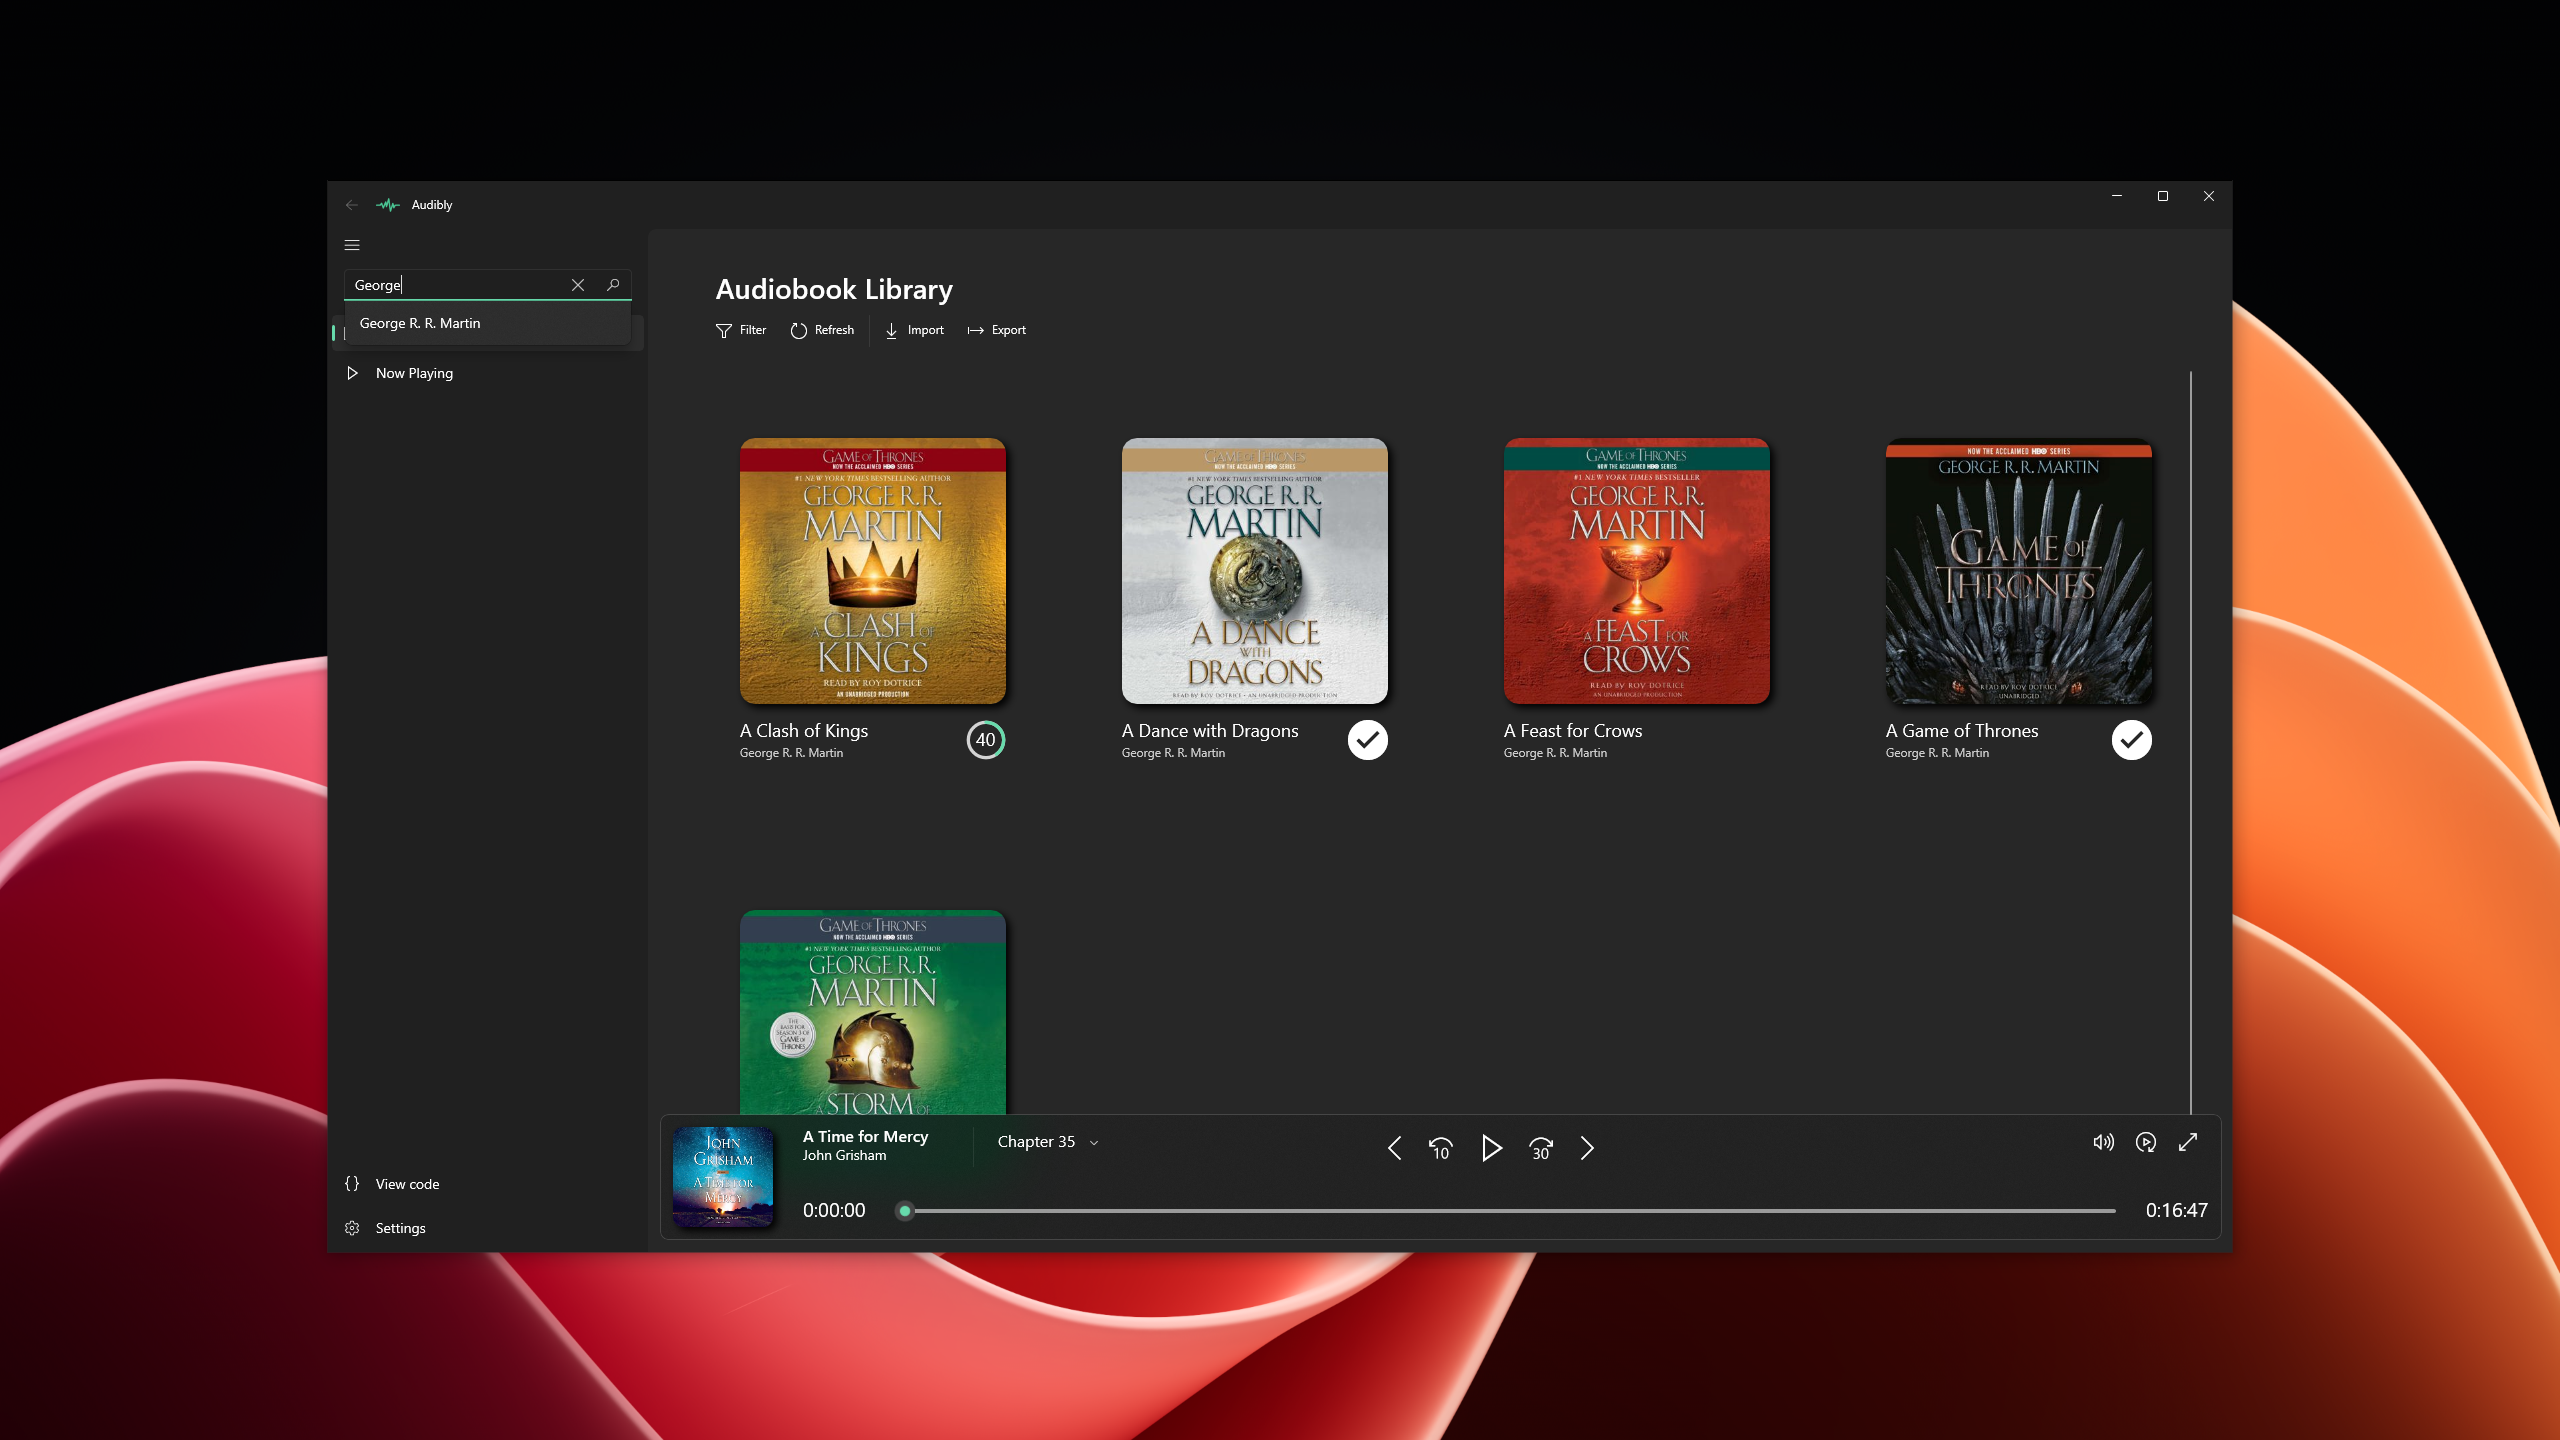 Audibly
George
George R. R. Martin
Now Playing
View code
Settings
Audiobook Library
Filter
Refresh
Import
Export
GAME OF THRONES
NOW THE ACCLAIMED HBO SERIES
#1 NEW YORK TIMES BESTSELLING AUTHOR
GEORGE R.R.
MARTIN
A CLASH OF
KINGS
READ BY ROY DOTRICE
AN UNABRIDGED PRODUCTION
A Clash of Kings
George R. R. Martin
40
GAME OF THRONES
NOW THE ACCLAIMED HBO SERIES
#1 NEW YORK TIMES BESTSELLING AUTHOR
GEORGE R.R.
MARTIN
A DANCE
WITH
DRAGONS
READ BY ROY DOTRICE • AN UNABRIDGED PRODUCTION
A Dance with Dragons
George R. R. Martin
GAME OF THRONES
NOW THE ACCLAIMED HBO SERIES
#1 NEW YORK TIMES BESTSELLER
GEORGE R.R.
MARTIN
A FEAST FOR
CROWS
READ BY ROY DOTRICE
AN UNABRIDGED PRODUCTION
A Feast for Crows
George R. R. Martin
NOW THE ACCLAIMED HBO SERIES
GEORGE R. R. MARTIN
GAME OF
THRONES
READ BY ROY DOTRICE
UNABRIDGED
A Game of Thrones
George R. R. Martin
GAME OF THRONES
NOW THE ACCLAIMED HBO SERIES
#1 NEW YORK TIMES BESTSELLING AUTHOR
GEORGE R.R.
MARTIN
THE
BASIS FOR
SEASON 3 OF
GAME OF
THRONES
A STORM OF
JOHN
GRISHAM
A TIME FOR
MERCY
A Time for Mercy
John Grisham
Chapter 35
10
30
0:00:00
0:16:47